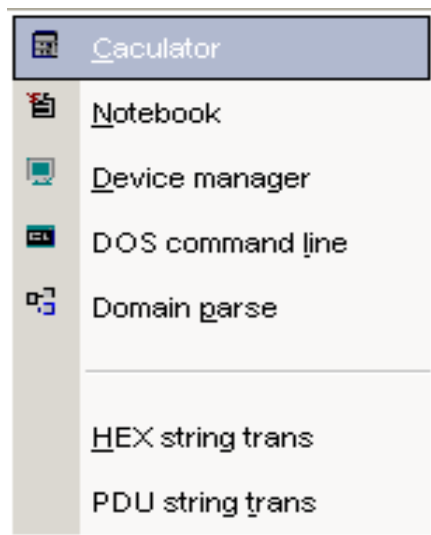 Caculator
Notebook
Device manager
DOS command line
Domain parse
HEX string trans
PDU string trans